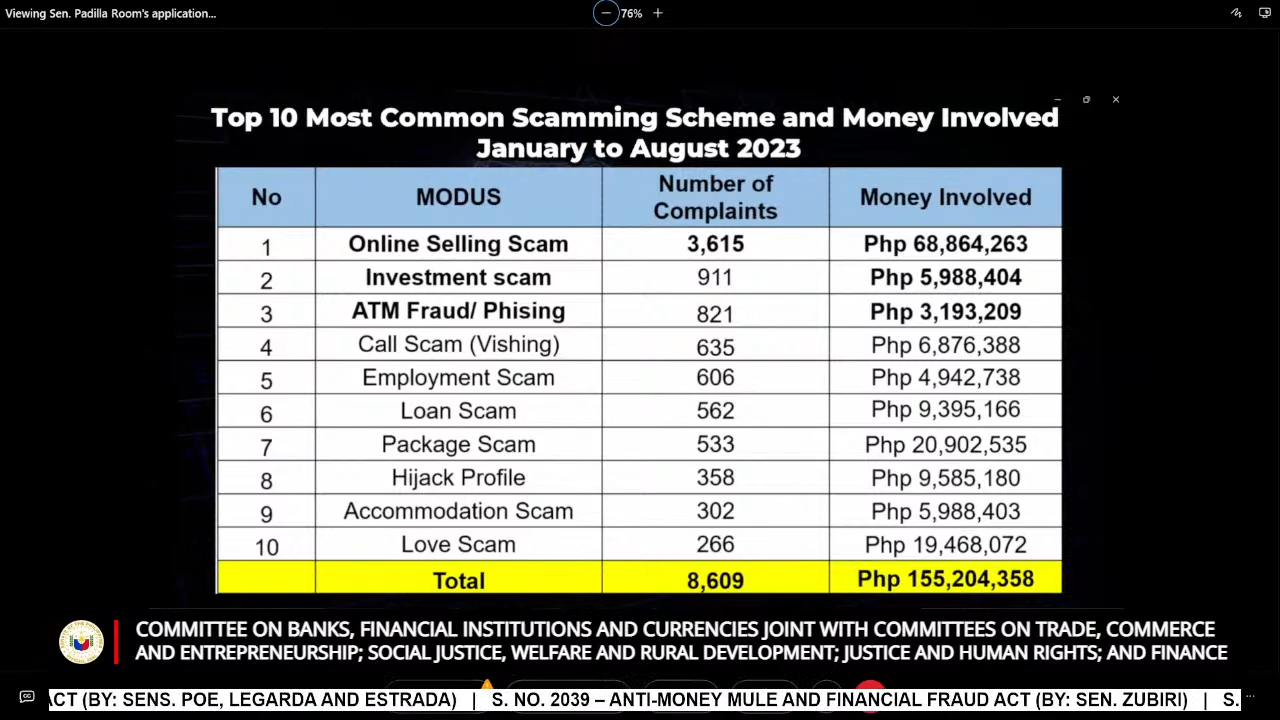 Viewing Sen. Padilla Room's application...
76%
Top 10 Most Common Scamming Scheme and Money Involved
January to August 2023
No MODUS Number of Complaints Money Involved
1 Online Selling Scam 3,615 Php 68,864,263
2 Investment scam 911 Php 5,988,404
3 ATM Fraud/ Phising 821 Php 3,193,209
4 Call Scam (Vishing) 635 Php 6,876,388
5 Employment Scam 606 Php 4,942,738
6 Loan Scam 562 Php 9,395,166
7 Package Scam 533 Php 20,902,535
8 Hijack Profile 358 Php 9,585,180
9 Accommodation Scam 302 Php 5,988,403
10 Love Scam 266 Php 19,468,072
Total 8,609 Php 155,204,358
COMMITTEE ON BANKS, FINANCIAL INSTITUTIONS AND CURRENCIES JOINT WITH COMMITTEES ON TRADE, COMMERCE
AND ENTREPRENEURSHIP; SOCIAL JUSTICE, WELFARE AND RURAL DEVELOPMENT; JUSTICE AND HUMAN RIGHTS; AND FINANCE
ACT (BY: SENS. POE, LEGARDA AND ESTRADA) | S. NO. 2039 – ANTI-MONEY MULE AND FINANCIAL FRAUD ACT (BY: SEN. ZUBIRI) | S.